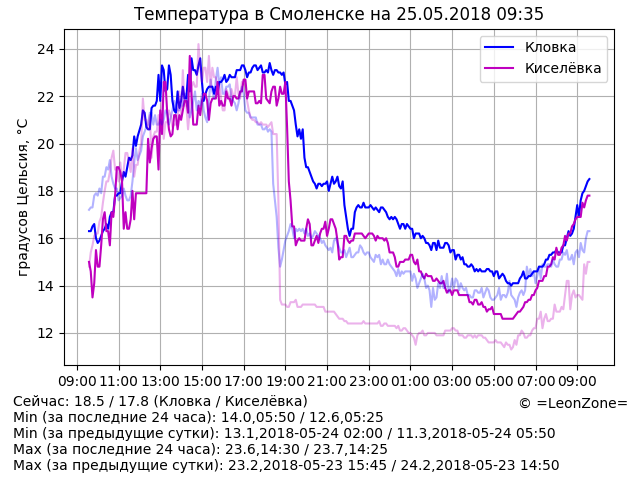 Температура в Смоленске на 25.05.2018 09:35
градусов Цельсия, °C
24
22
20
18
16
14
12
Кловка
Киселёвка
09:00 11:00 13:00 15:00 17:00 19:00 21:00 23:00 01:00 03:00 05:00 07:00 09:00
Сейчас: 18.5 / 17.8 (Кловка / Киселёвка)
© =LeonZone=
Min (за последние 24 часа): 14.0,05:50 / 12.6,05:25
Min (за предыдущие сутки): 13.1,2018-05-24 02:00 / 11.3,2018-05-24 05:50
Max (за последние 24 часа): 23.6,14:30 / 23.7,14:25
Max (за предыдущие сутки): 23.2,2018-05-23 15:45 / 24.2,2018-05-23 14:50